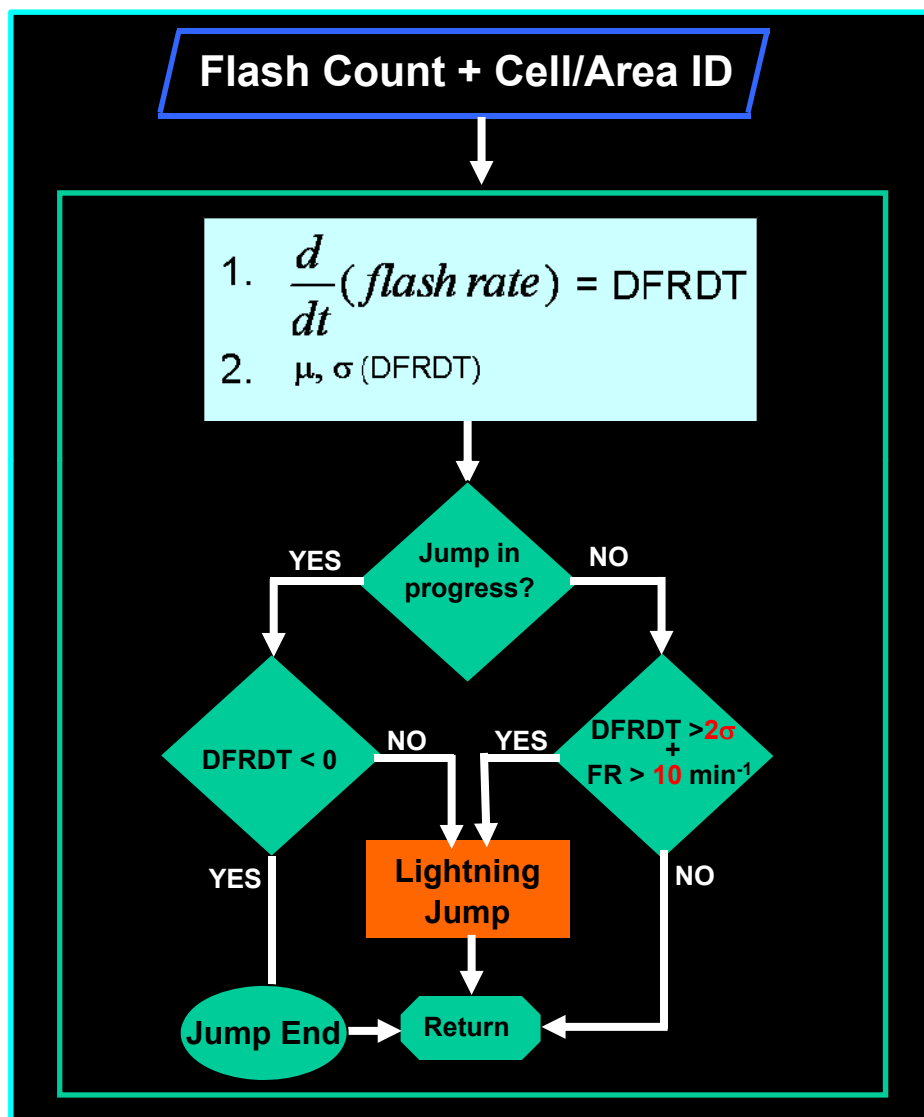 Flash Count + Cell/Area ID
1. d/dt (flash rate) = DFRDT
2. μ, σ (DFRDT)
YES
Jump in
progress?
NO
DFRDT < 0
NO
YES
DFRDT >2σ
+
FR > 10 min⁻¹
YES
Lightning
Jump
NO
Jump End
Return